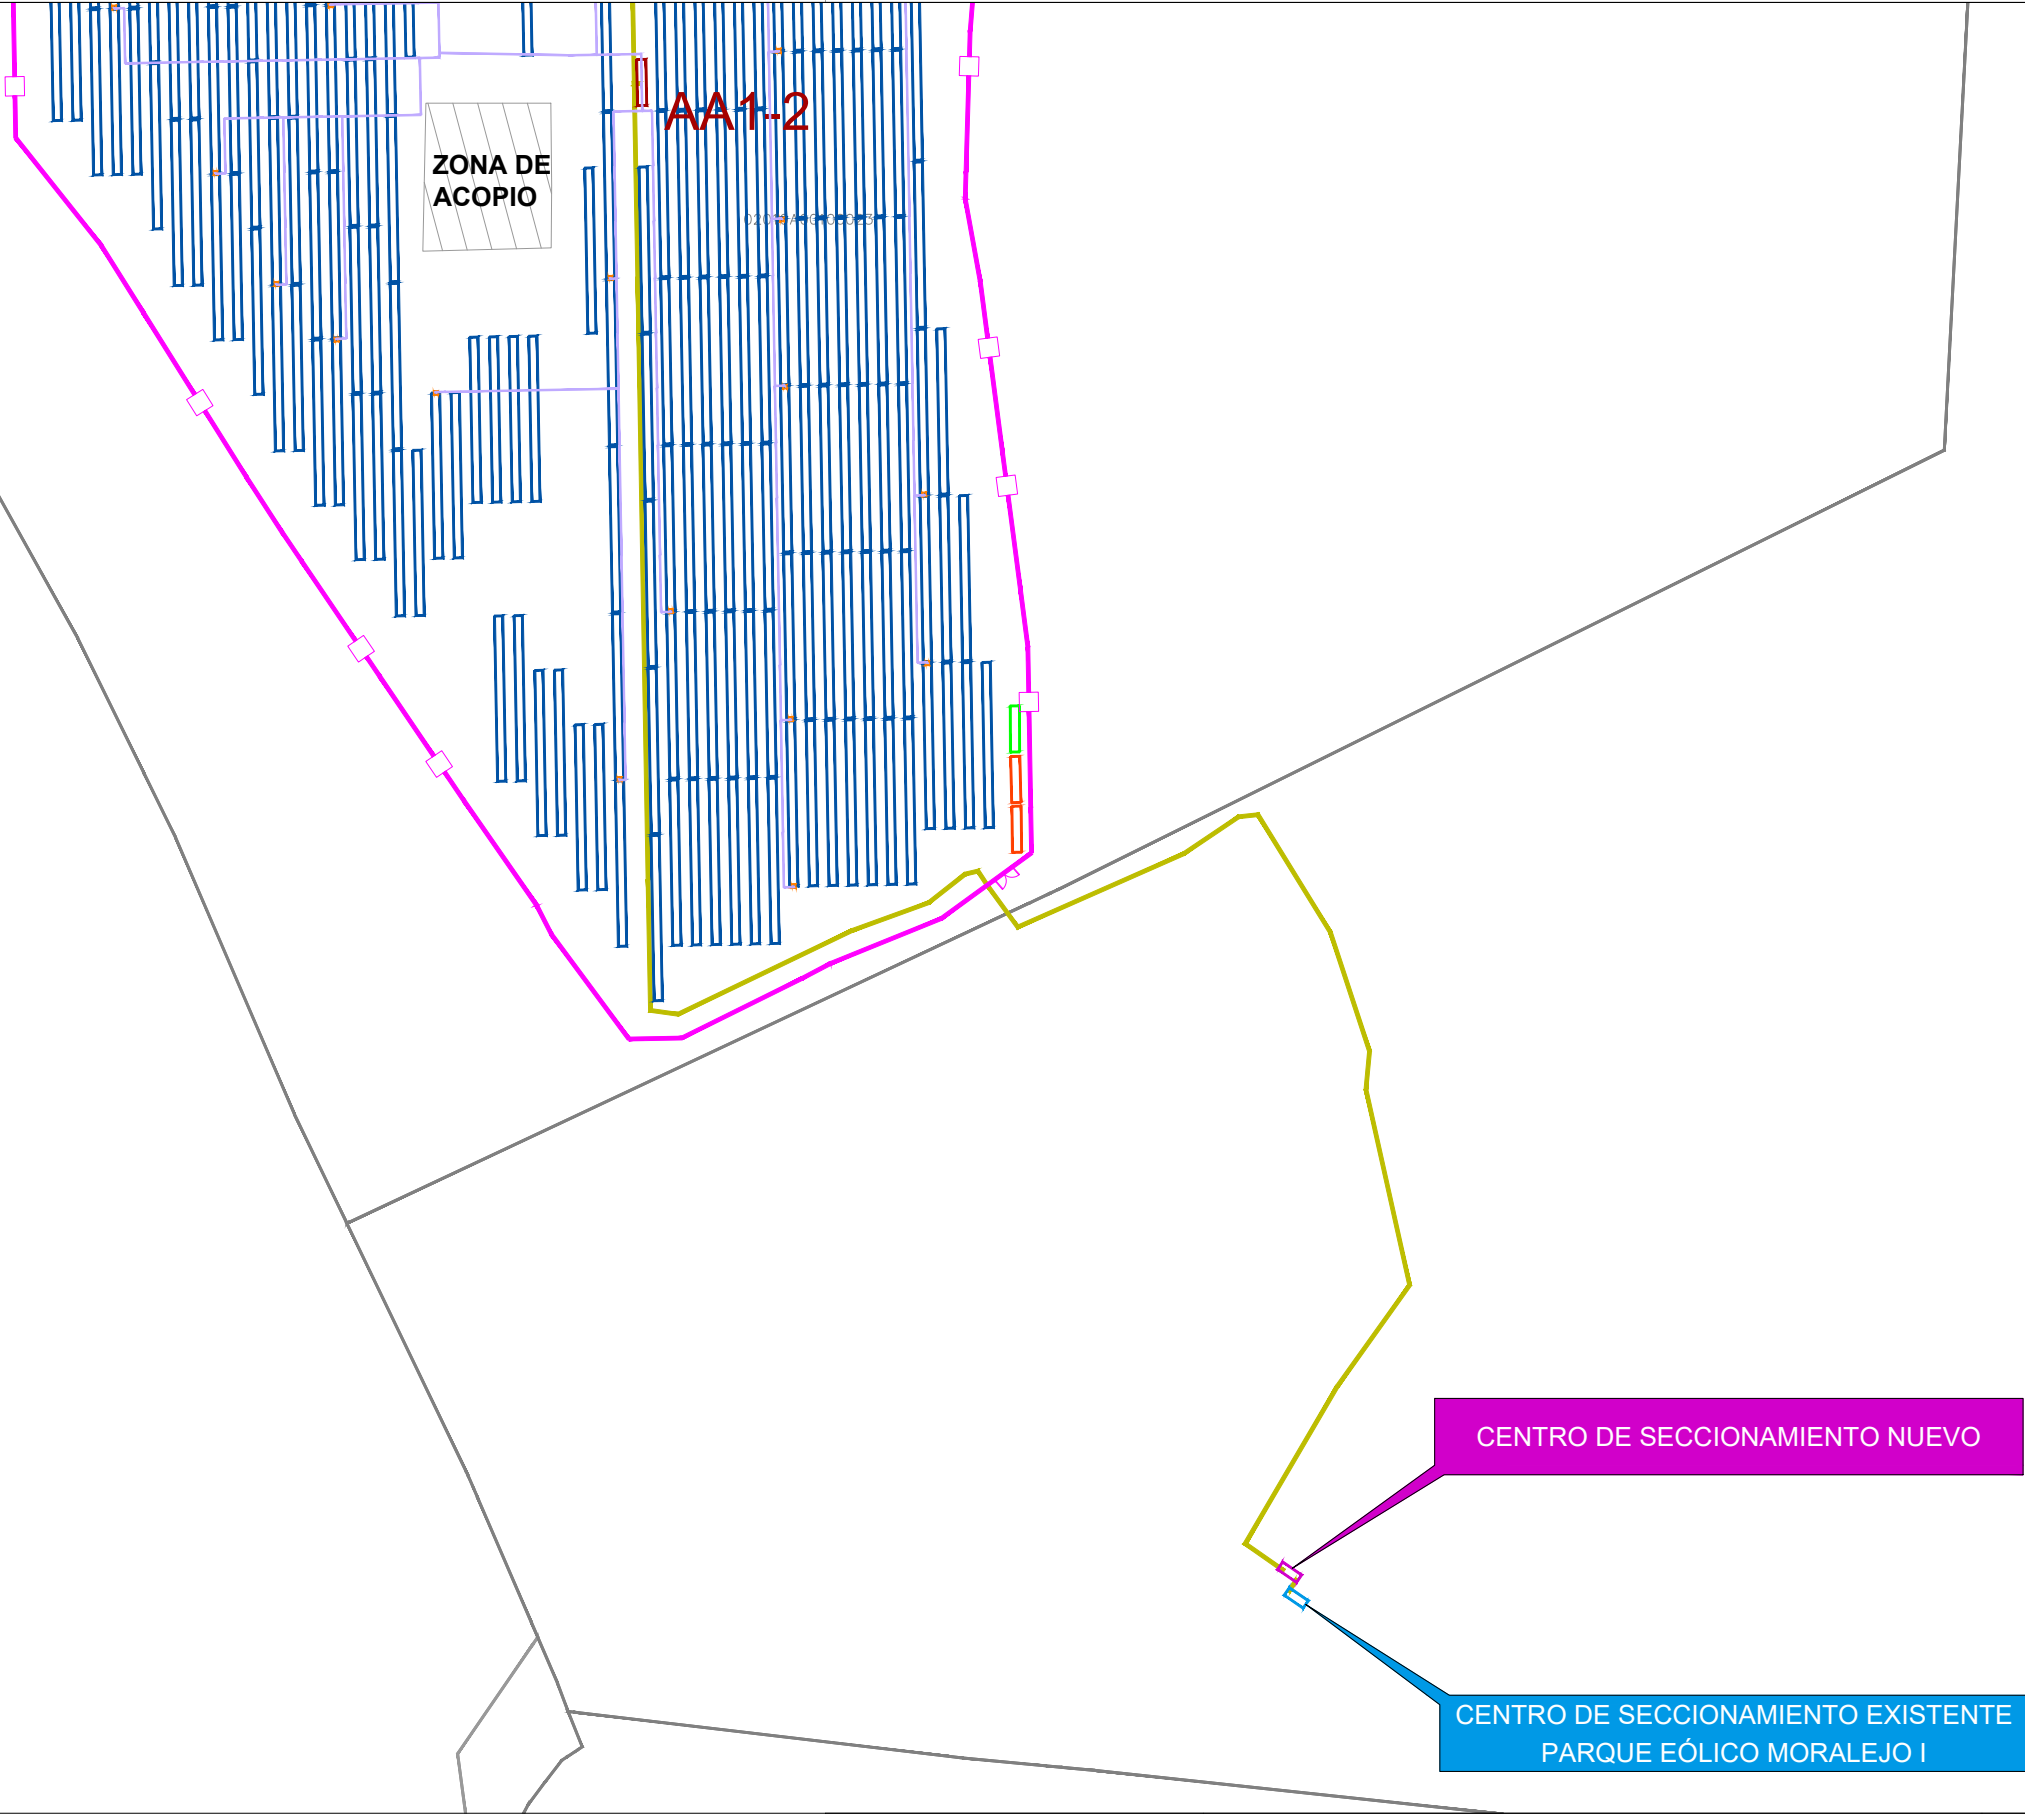 AA1-2
ZONA DE
ACOPIO
CENTRO DE SECCIONAMIENTO NUEVO
CENTRO DE SECCIONAMIENTO EXISTENTE
PARQUE EÓLICO MORALEJO I